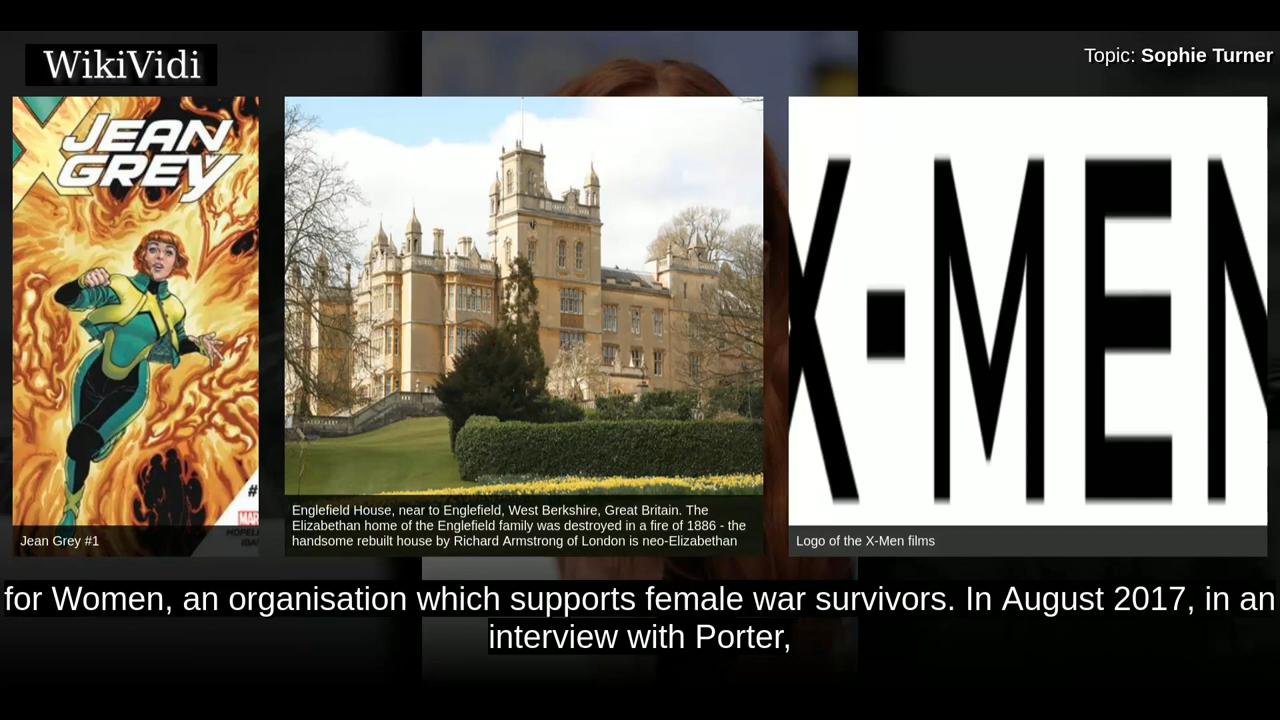 WikiVidi
Topic: Sophie Turner
JEAN
GREY
#
MAR
Jean Grey #1
Englefield House, near to Englefield, West Berkshire, Great Britain. The
Elizabethan home of the Englefield family was destroyed in a fire of 1886 - the
handsome rebuilt house by Richard Armstrong of London is neo-Elizabethan
X-MEN
Logo of the X-Men films
for Women, an organisation which supports female war survivors. In August 2017, in an
interview with Porter,